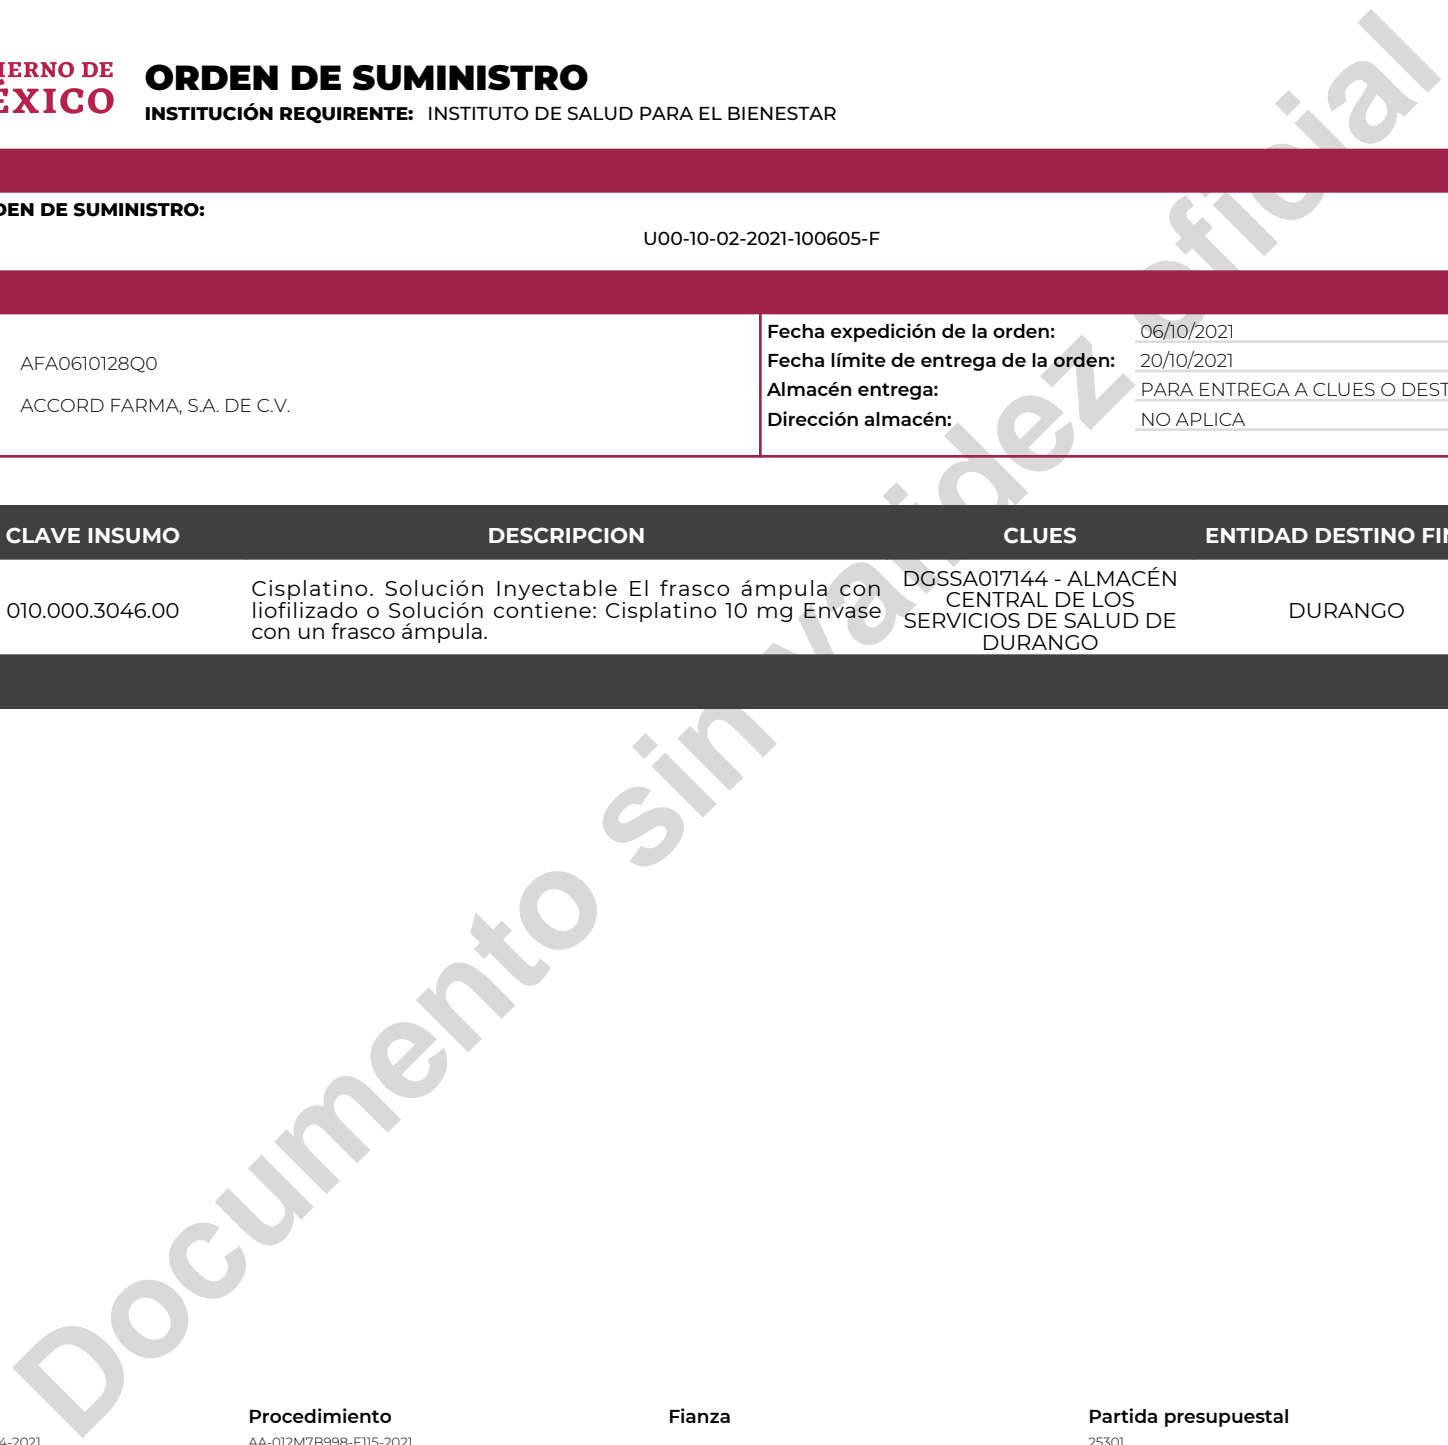 IERNO DE
ÉXICO
ORDEN DE SUMINISTRO
INSTITUCIÓN REQUIRENTE: INSTITUTO DE SALUD PARA EL BIENESTAR
DEN DE SUMINISTRO:
U00-10-02-2021-100605-F
AFA0610128Q0
ACCORD FARMA, S.A. DE C.V.
Fecha expedición de la orden: 06/10/2021
Fecha límite de entrega de la orden: 20/10/2021
Almacén entrega: PARA ENTREGA A CLUES O DEST
Dirección almacén: NO APLICA
CLAVE INSUMO DESCRIPCION CLUES ENTIDAD DESTINO FIN
010.000.3046.00
Cisplatino. Solución Inyectable El frasco ámpula con
liofilizado o Solución contiene: Cisplatino 10 mg Envase
con un frasco ámpula.
DGSSA017144 - ALMACÉN
CENTRAL DE LOS
SERVICIOS DE SALUD DE
DURANGO
DURANGO
Documento sin validez oficial
Procedimiento Fianza Partida presupuestal
4-2021 AA-012M7B998-E115-2021 25301